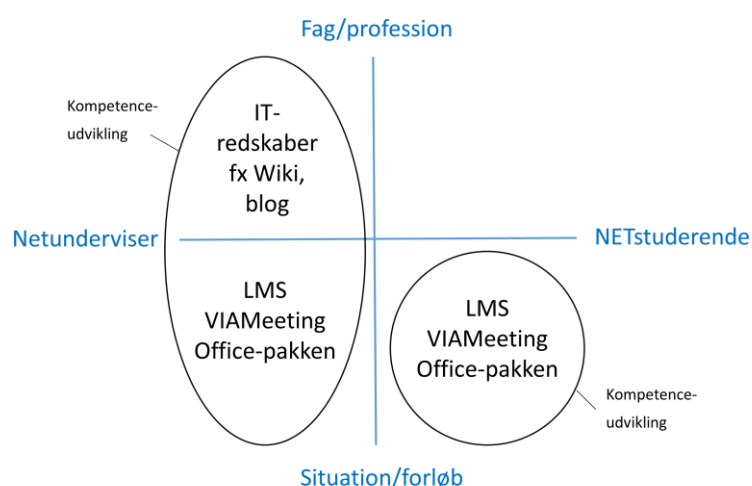 Fag/profession
Kompetence-
udvikling
IT-
redskaber
fx Wiki,
blog
Netunderviser
NETstuderende
LMS
VIAMeeting
Office-pakken
LMS
VIAMeeting
Office-pakken
Kompetence-
udvikling
Situation/forløb